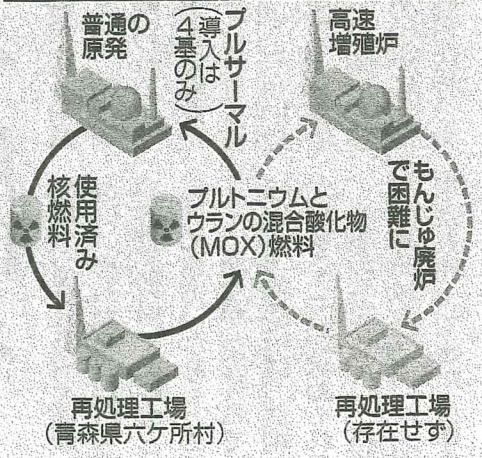 普通の
原発
プルサーマル
（導入は
４基のみ）
高速
増殖炉
使用済み
核燃料
プルトニウムと
ウランの混合酸化物
（MOX）燃料
もんじゅ廃炉
で困難に
再処理工場
（青森県六ケ所村）
再処理工場
（存在せず）